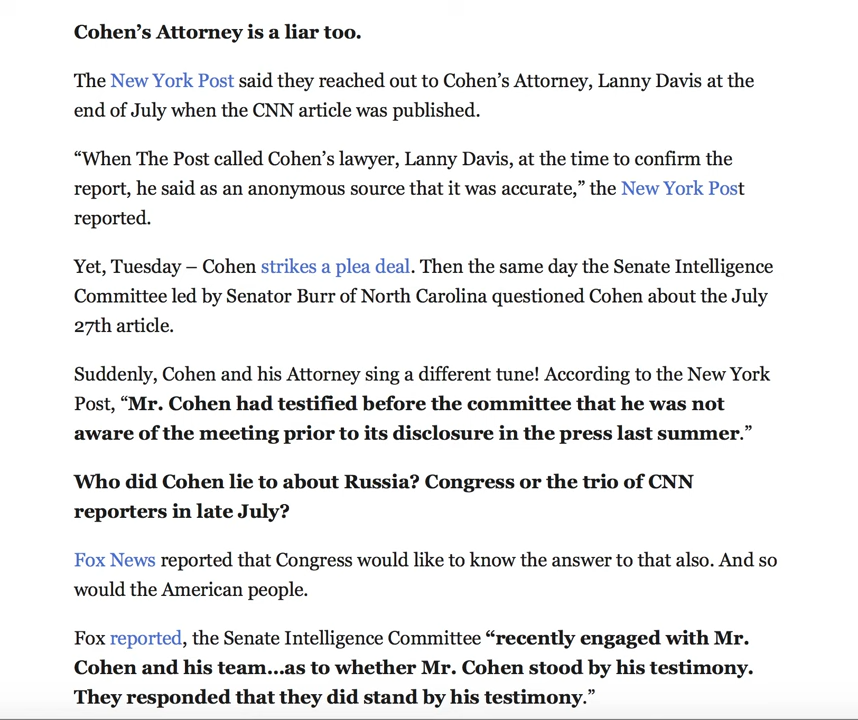 Cohen’s Attorney is a liar too.
The New York Post said they reached out to Cohen’s Attorney, Lanny Davis at the
end of July when the CNN article was published.
“When The Post called Cohen’s lawyer, Lanny Davis, at the time to confirm the
report, he said as an anonymous source that it was accurate,” the New York Post
reported.
Yet, Tuesday – Cohen strikes a plea deal. Then the same day the Senate Intelligence
Committee led by Senator Burr of North Carolina questioned Cohen about the July
27th article.
Suddenly, Cohen and his Attorney sing a different tune! According to the New York
Post, “Mr. Cohen had testified before the committee that he was not
aware of the meeting prior to its disclosure in the press last summer.”
Who did Cohen lie to about Russia? Congress or the trio of CNN
reporters in late July?
Fox News reported that Congress would like to know the answer to that also. And so
would the American people.
Fox reported, the Senate Intelligence Committee “recently engaged with Mr.
Cohen and his team...as to whether Mr. Cohen stood by his testimony.
They responded that they did stand by his testimony.”